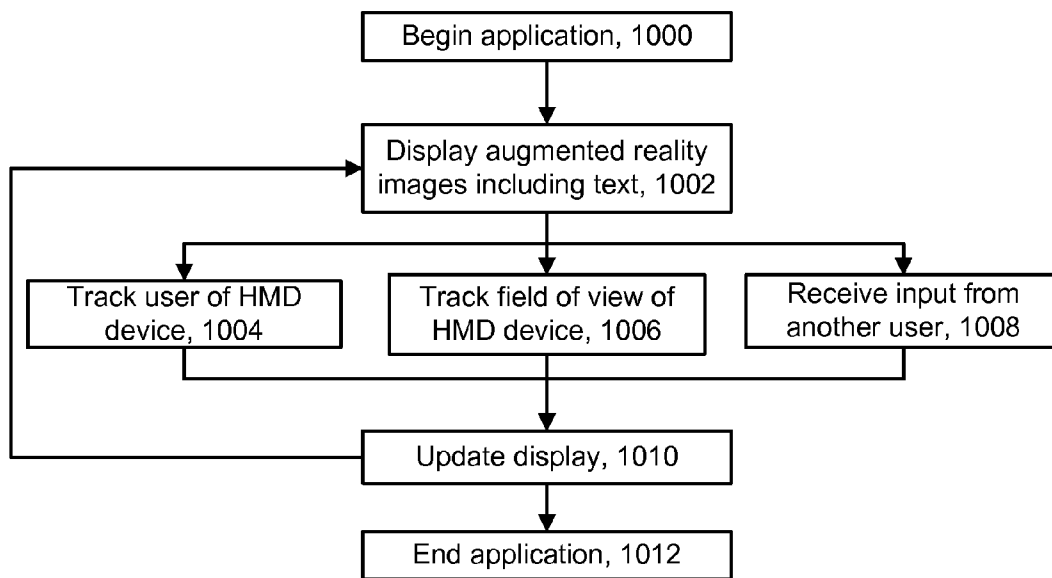 Begin application, 1000
Display augmented reality
images including text, 1002
Track user of HMD
device, 1004
Track field of view of
HMD device, 1006
Receive input from
another user, 1008
Update display, 1010
End application, 1012